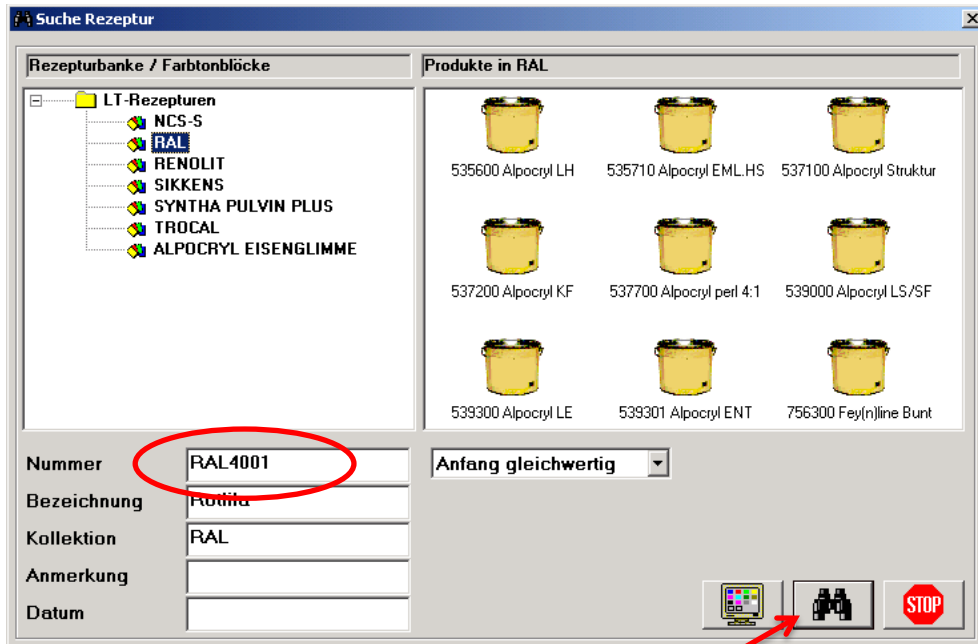 Suche Rezeptur
Rezepturbanke / Farbtonblöcke
Produkte in RAL
LT-Rezepturen
NCS-S
RAL
RENOLIT
SIKKENS
SYNTHA PULVIN PLUS
TROCAL
ALPOCRYL EISENGLIMME
535600 Alpocryl LH
535710 Alpocryl EML.HS
537100 Alpocryl Struktur
537200 Alpocryl KF
537700 Alpocryl perl 4:1
539000 Alpocryl LS/SF
539300 Alpocryl LE
539301 Alpocryl ENT
756300 Fey(n)line Bunt
Nummer RAL4001 Anfang gleichwertig
Bezeichnung Rotlila
Kollektion RAL
Anmerkung
Datum
STOP